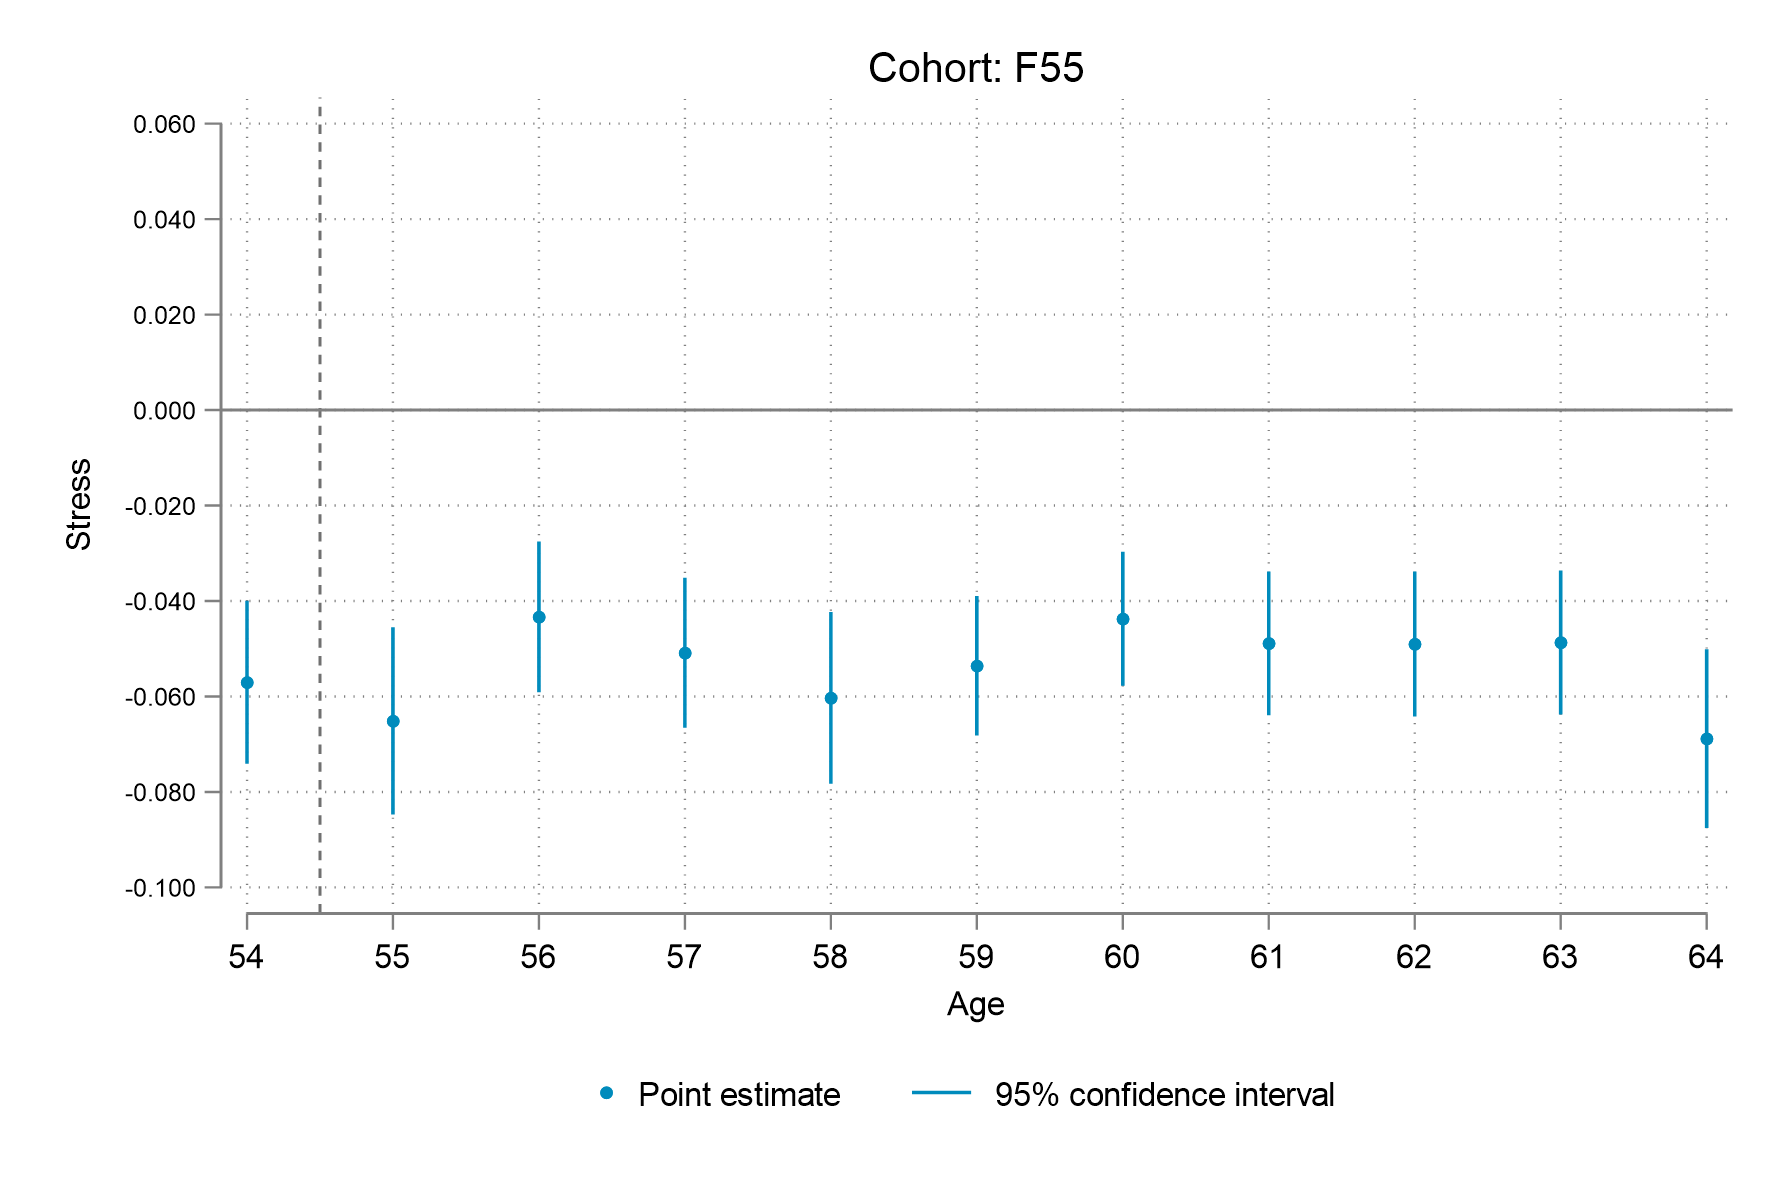 Cohort: F55
0.060
0.040
0.020
0.000
-0.020
-0.040
-0.060
-0.080
-0.100
Stress
54 55 56 57 58 59 60 61 62 63 64
Age
Point estimate 95% confidence interval